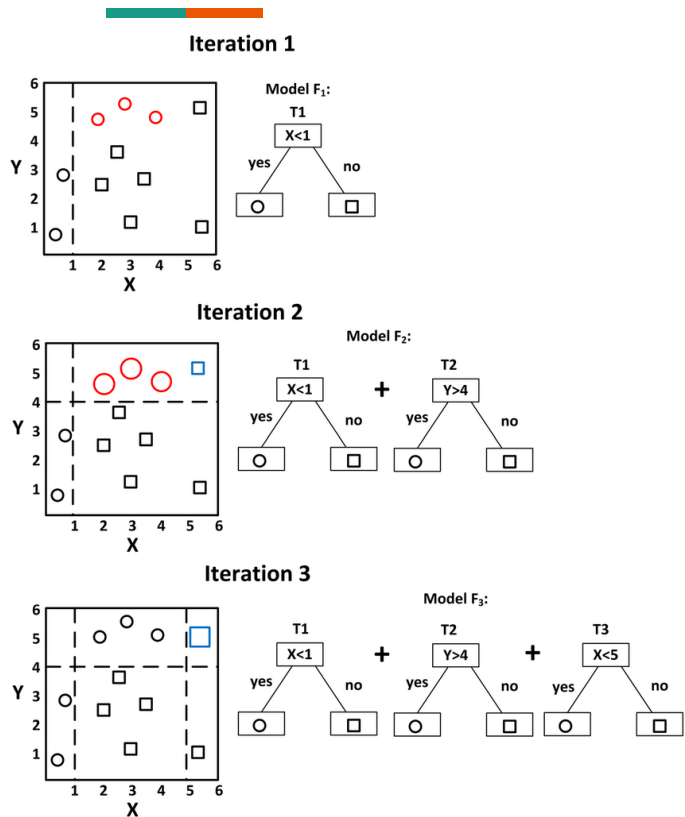 Iteration 1
Model F₁:
T1
X<1
yes
no
6
5
4
Y
3
2
1
1 2 3 4 5 6
X
Iteration 2
Model F₂:
T1
X<1
yes
no
+
T2
Y>4
yes
no
6
5
4
Y
3
2
1
1 2 3 4 5 6
X
Iteration 3
Model F₃:
T1
X<1
yes
no
+
T2
Y>4
yes
no
+
T3
X<5
yes
no
6
5
4
Y
3
2
1
1 2 3 4 5 6
X